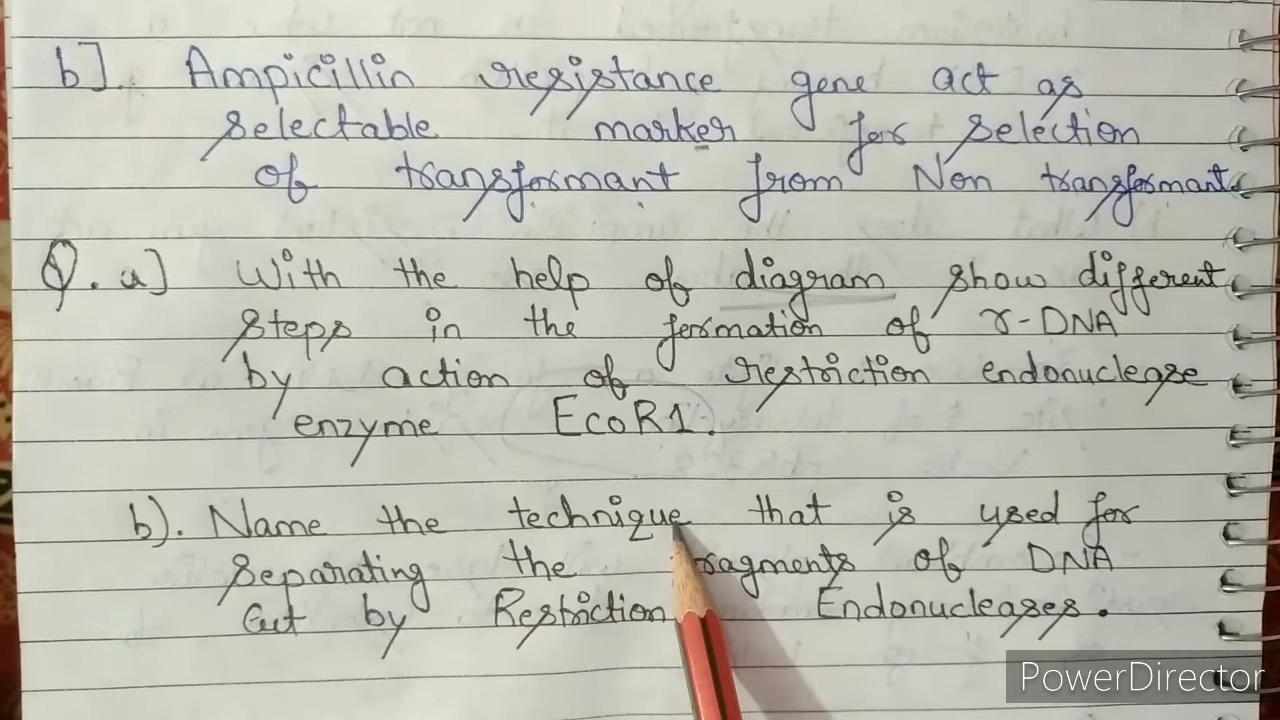 b]. Ampicillin resistance gene act as
selectable marker for selection
of transformant from Non transformant.
Q. a] With the help of diagram show different
steps in the formation of r-DNA
by action of restriction endonuclease
enzyme EcoR1.
b). Name the technique that is used for
separating the ragments of DNA
Cut by Restriction Endonucleases.
PowerDirector